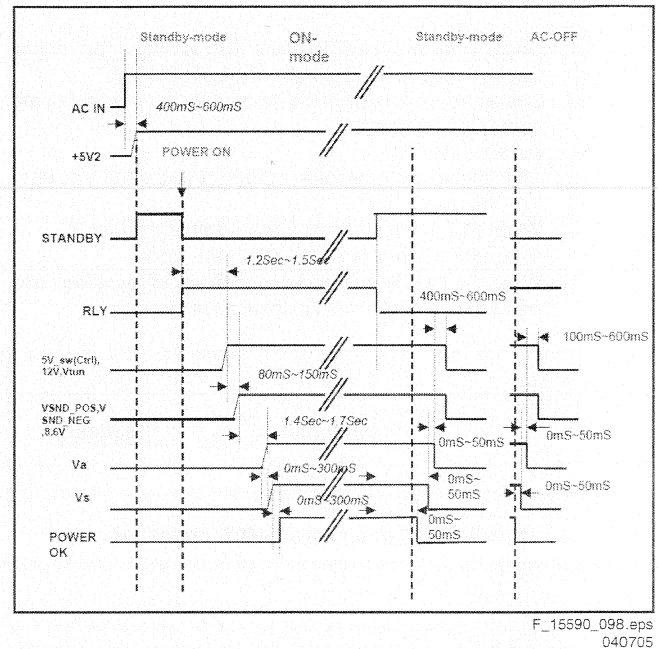 Standby-mode
ON-
mode
Standby-mode
AC-OFF
AC IN
400mS~600mS
+5V2
POWER ON
STANDBY
1.2Sec~1.5Sec
RLY
400mS~600mS
100mS~600mS
5V_sw(Ctrl),
12V,Vtun
80mS~150mS
VSND_POS,V
SND_NEG
,8.6V
1.4Sec~1.7Sec
0mS~50mS
0mS~50mS
Va
0mS~300mS
0mS~
50mS
0mS~50mS
Vs
0mS~300mS
0mS~
50mS
POWER
OK
F_15590_098.eps
040705